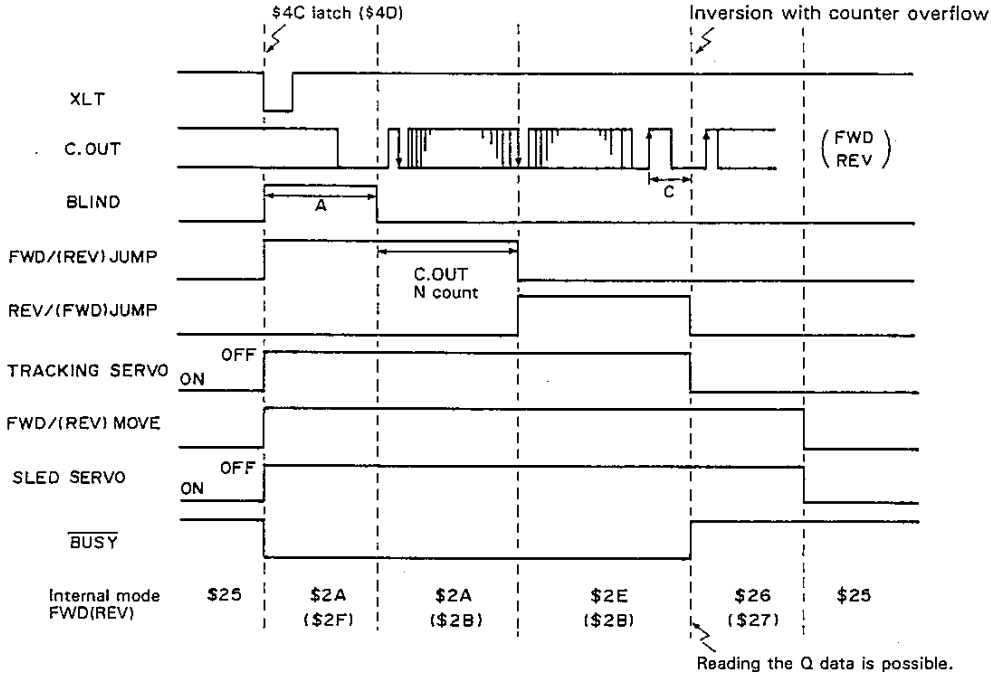 $4C latch ($4D)
Inversion with counter overflow
XLT
C.OUT
(FWD
REV)
C
BLIND
A
FWD/(REV) JUMP
C.OUT
N count
REV/(FWD)JUMP
OFF
TRACKING SERVO
ON
FWD/(REV) MOVE
OFF
SLED SERVO
ON
BUSY
Internal mode
FWD(REV)
$25 $2A $2A $2E $26 $25
($2F) ($2B) ($2B) ($27)
Reading the Q data is possible.